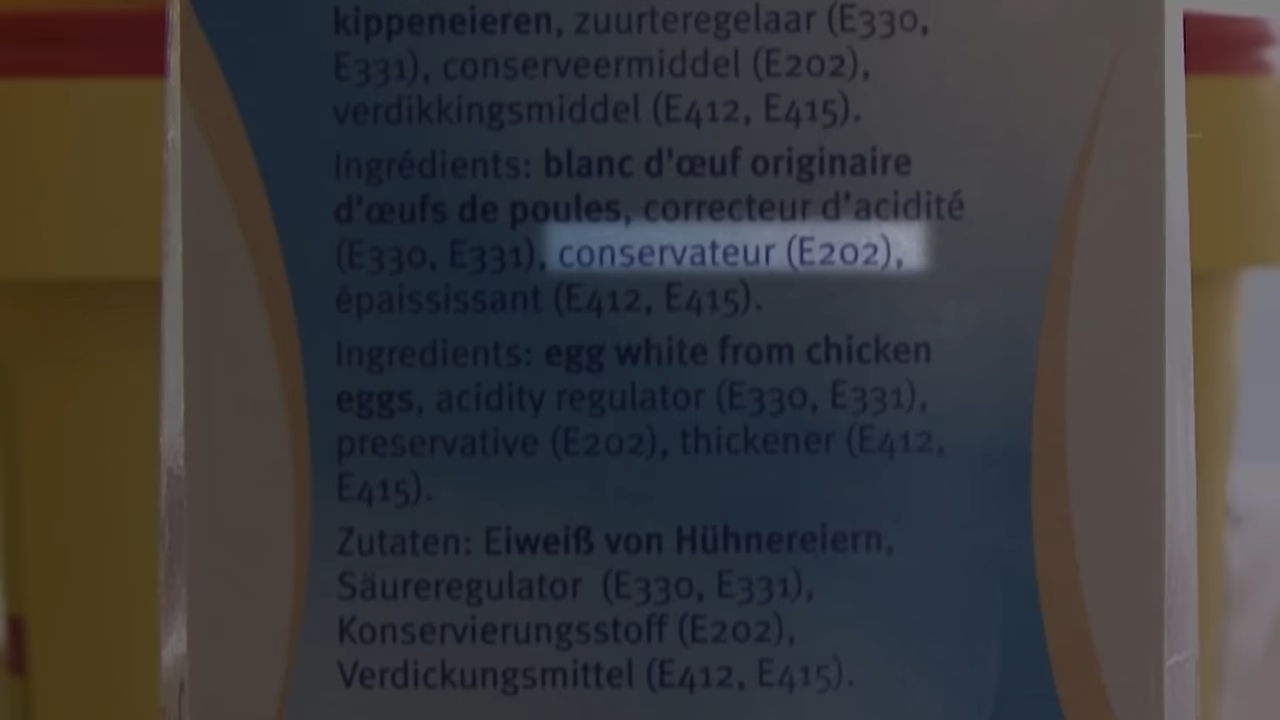 kippeneieren, zuurteregelaar (E330,
E331), conserveermiddel (E202),
verdikkingsmiddel (E412, E415).
Ingrédients: blanc d'œuf originaire
d'œufs de poules, correcteur d'acidité
(E330, E331), conservateur (E202),
épaississant (E412, E415).
Ingredients: egg white from chicken
eggs, acidity regulator (E330, E331),
preservative (E202), thickener (E412,
E415).
Zutaten: Eiweiß von Hühnereiern,
Säureregulator (E330, E331),
Konservierungsstoff (E202),
Verdickungsmittel (E412, E415).